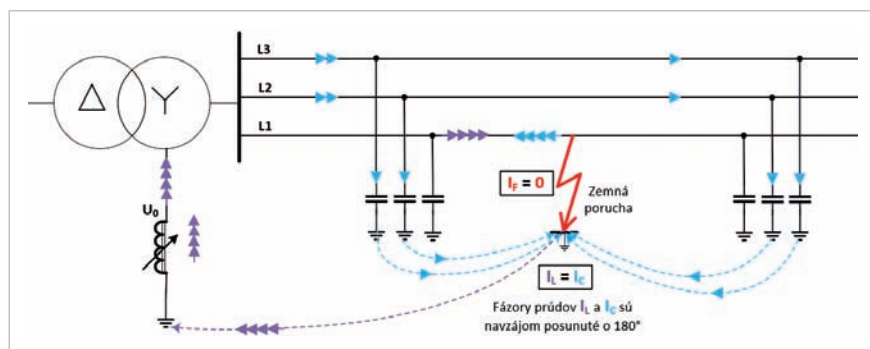 L3
L2
L1
U₀
I_F = 0
Zemná
porucha
I_L = I_C
Fázory prúdov I_L a I_C sú
navzájom posunuté o 180°